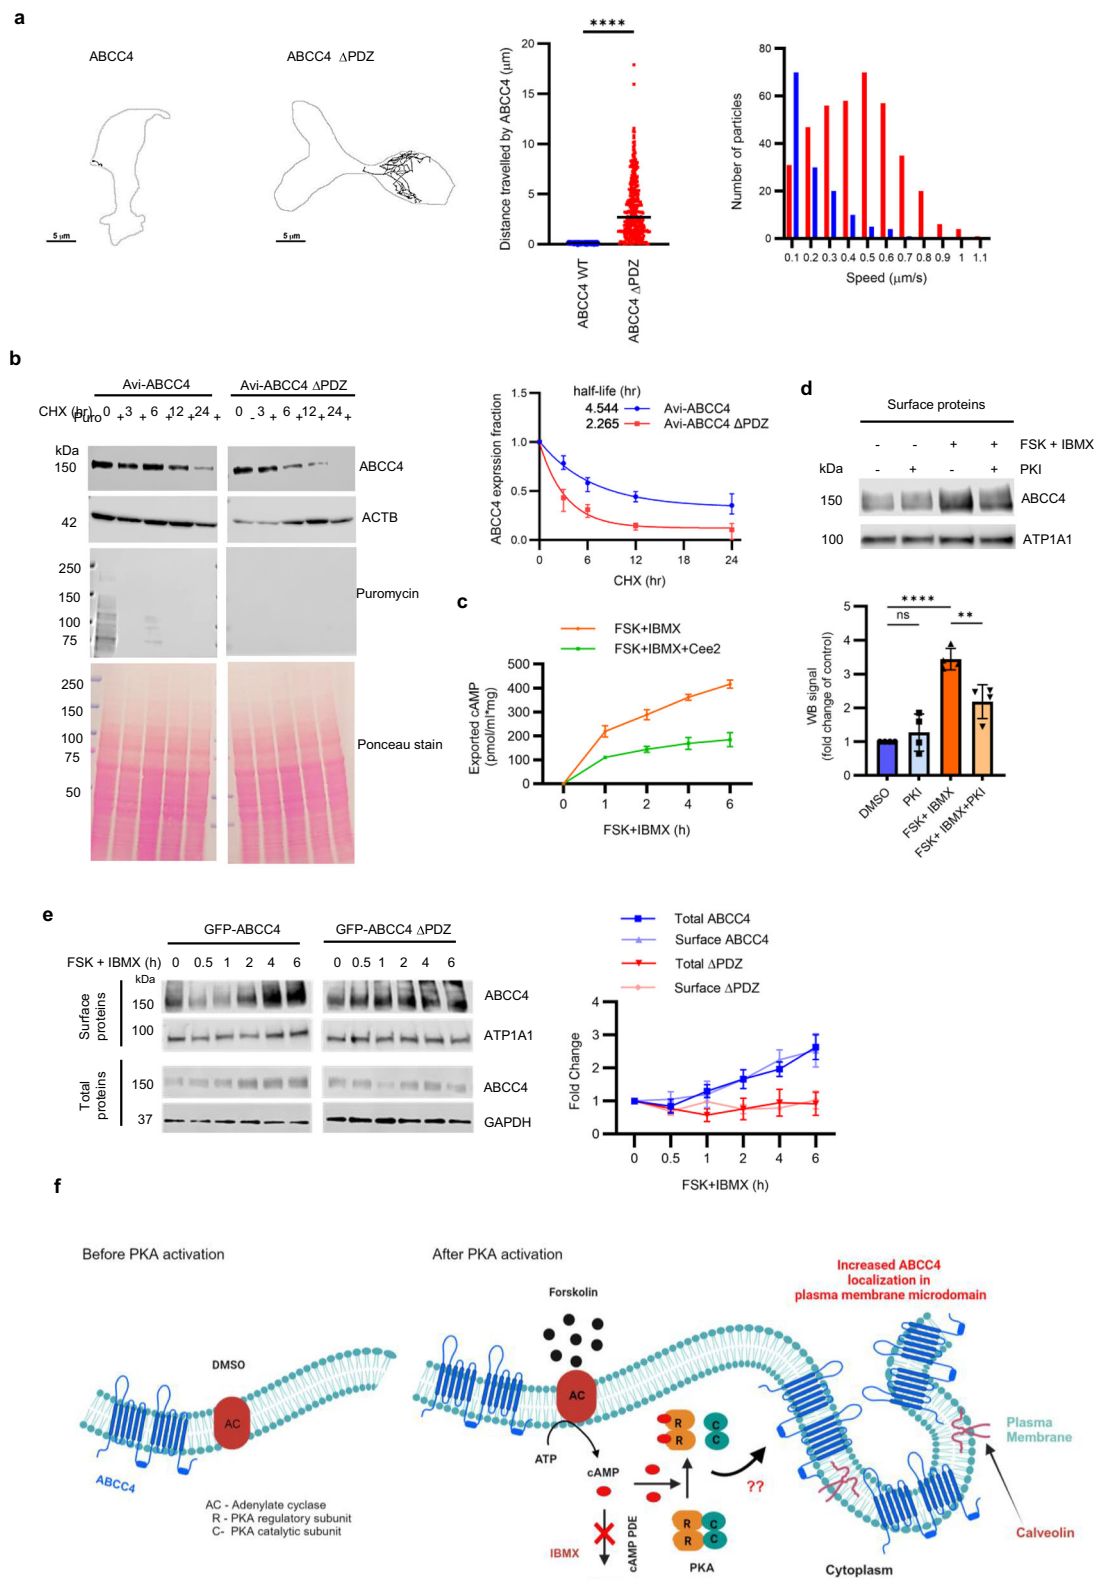 a
ABCC4
ABCC4 ΔPDZ
5 µm
5 µm
****
Distance travelled by ABCC4 (µm)
20
15
10
5
0
ABCC4 WT
ABCC4 ΔPDZ
Number of particles
80
60
40
20
0
0.1 0.2 0.3 0.4 0.5 0.6 0.7 0.8 0.9 1 1.1
Speed (µm/s)
b
Avi-ABCC4
Avi-ABCC4 ΔPDZ
CHX (hr) 0 3 6 12 24
0 3 6 12 24
Puro + + + + +
- + + + +
kDa
150
ABCC4
42
ACTB
250
150
100
75
Puromycin
250
150
100
75
50
Ponceau stain
half-life (hr)
4.544 Avi-ABCC4
2.265 Avi-ABCC4 ΔPDZ
ABCC4 exprssion fraction
1.5
1.0
0.5
0.0
0 6 12 18 24
CHX (hr)
c
FSK+IBMX
FSK+IBMX+Cee2
Exported cAMP
(pmol/ml*mg)
500
400
300
200
100
0
0 1 2 4 6
FSK+IBMX (h)
d
Surface proteins
- - + + FSK + IBMX
kDa - + - + PKI
150 ABCC4
100 ATP1A1
WB signal
(fold change of control)
5
4
3
2
1
0
****
ns
**
DMSO
PKI
FSK+ IBMX
FSK+ IBMX+PKI
e
GFP-ABCC4
GFP-ABCC4 ΔPDZ
FSK + IBMX (h) 0 0.5 1 2 4 6
0 0.5 1 2 4 6
kDa
Surface
proteins
150 ABCC4
100 ATP1A1
Total
proteins
150 ABCC4
37 GAPDH
Total ABCC4
Surface ABCC4
Total ΔPDZ
Surface ΔPDZ
Fold Change
4
3
2
1
0
0 0.5 1 2 4 6
FSK+IBMX (h)
f
Before PKA activation
After PKA activation
DMSO
AC
ABCC4
AC - Adenylate cyclase
R - PKA regulatory subunit
C- PKA catalytic subunit
Forskolin
AC
ATP
cAMP
IBMX
cAMP PDE
R C
R C
R C
R C
PKA
??
Increased ABCC4
localization in
plasma membrane microdomain
Plasma
Membrane
Calveolin
Cytoplasm